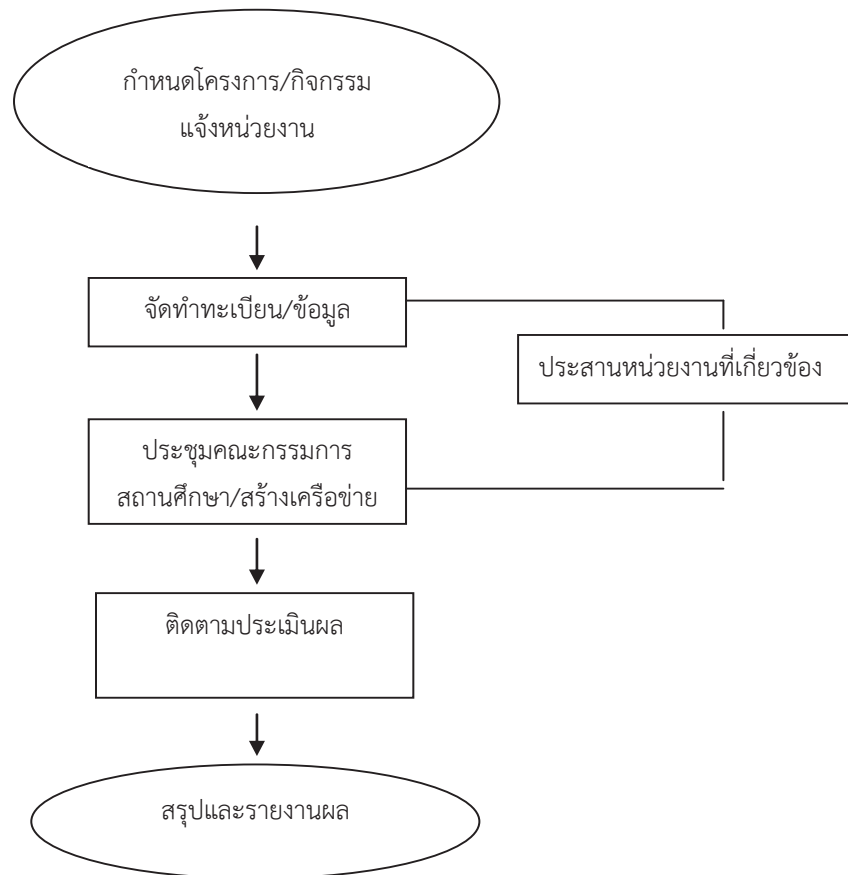 กำหนดโครงการ/กิจกรรม
แจ้งหน่วยงาน
จัดทำทะเบียน/ข้อมูล
ประสานหน่วยงานที่เกี่ยวข้อง
ประชุมคณะกรรมการ
สถานศึกษา/สร้างเครือข่าย
ติดตามประเมินผล
สรุปและรายงานผล